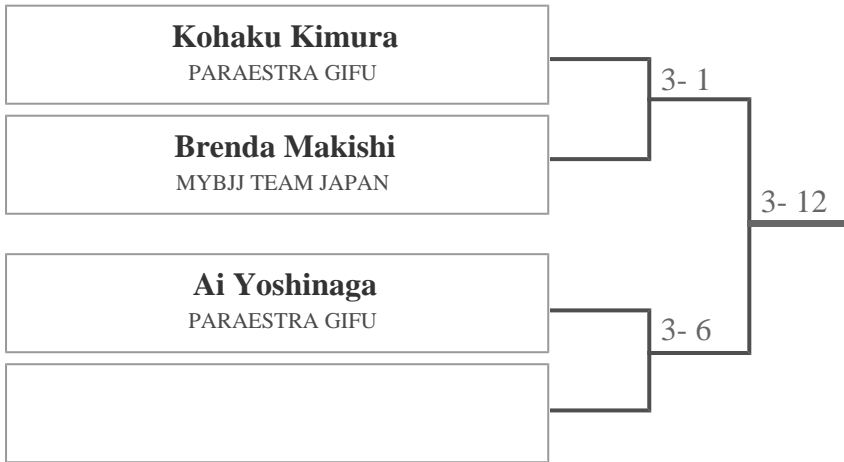 Kohaku Kimura
PARAESTRA GIFU
3- 1
Brenda Makishi
MYBJJ TEAM JAPAN
3- 12
Ai Yoshinaga
PARAESTRA GIFU
3- 6